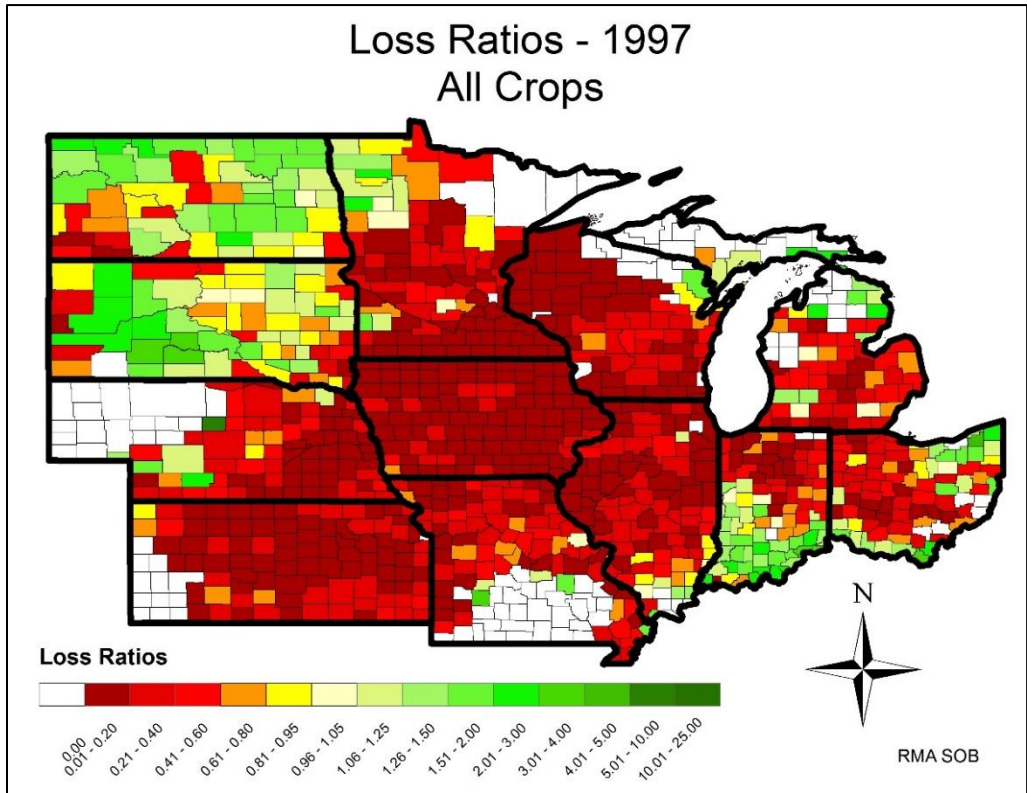 Loss Ratios - 1997
All Crops
N
Loss Ratios
0.00
0.01 - 0.20
0.21 - 0.40
0.41 - 0.60
0.61 - 0.80
0.81 - 0.95
0.96 - 1.05
1.06 - 1.25
1.26 - 1.50
1.51 - 2.00
2.01 - 3.00
3.01 - 4.00
4.01 - 5.00
5.01 - 10.00
10.01 - 25.00
RMA SOB